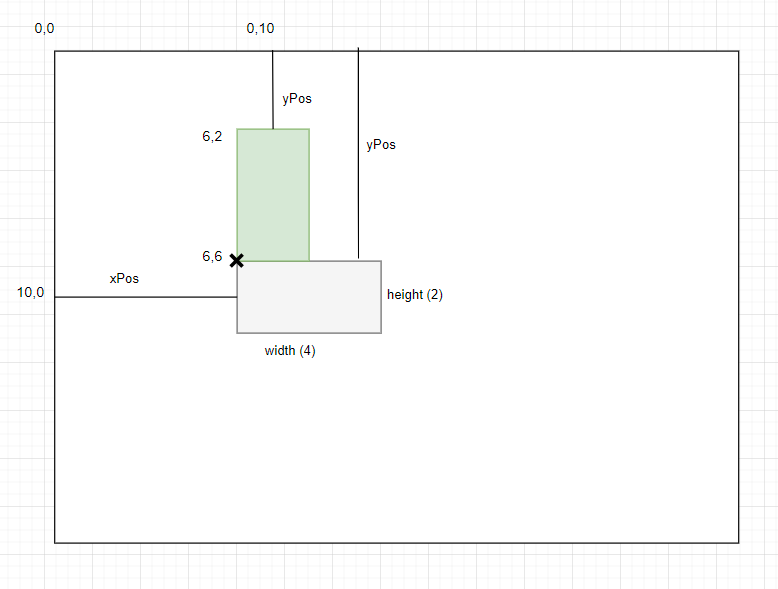 0,0
0,10
yPos
6,2
yPos
6,6
xPos
10,0
height (2)
width (4)